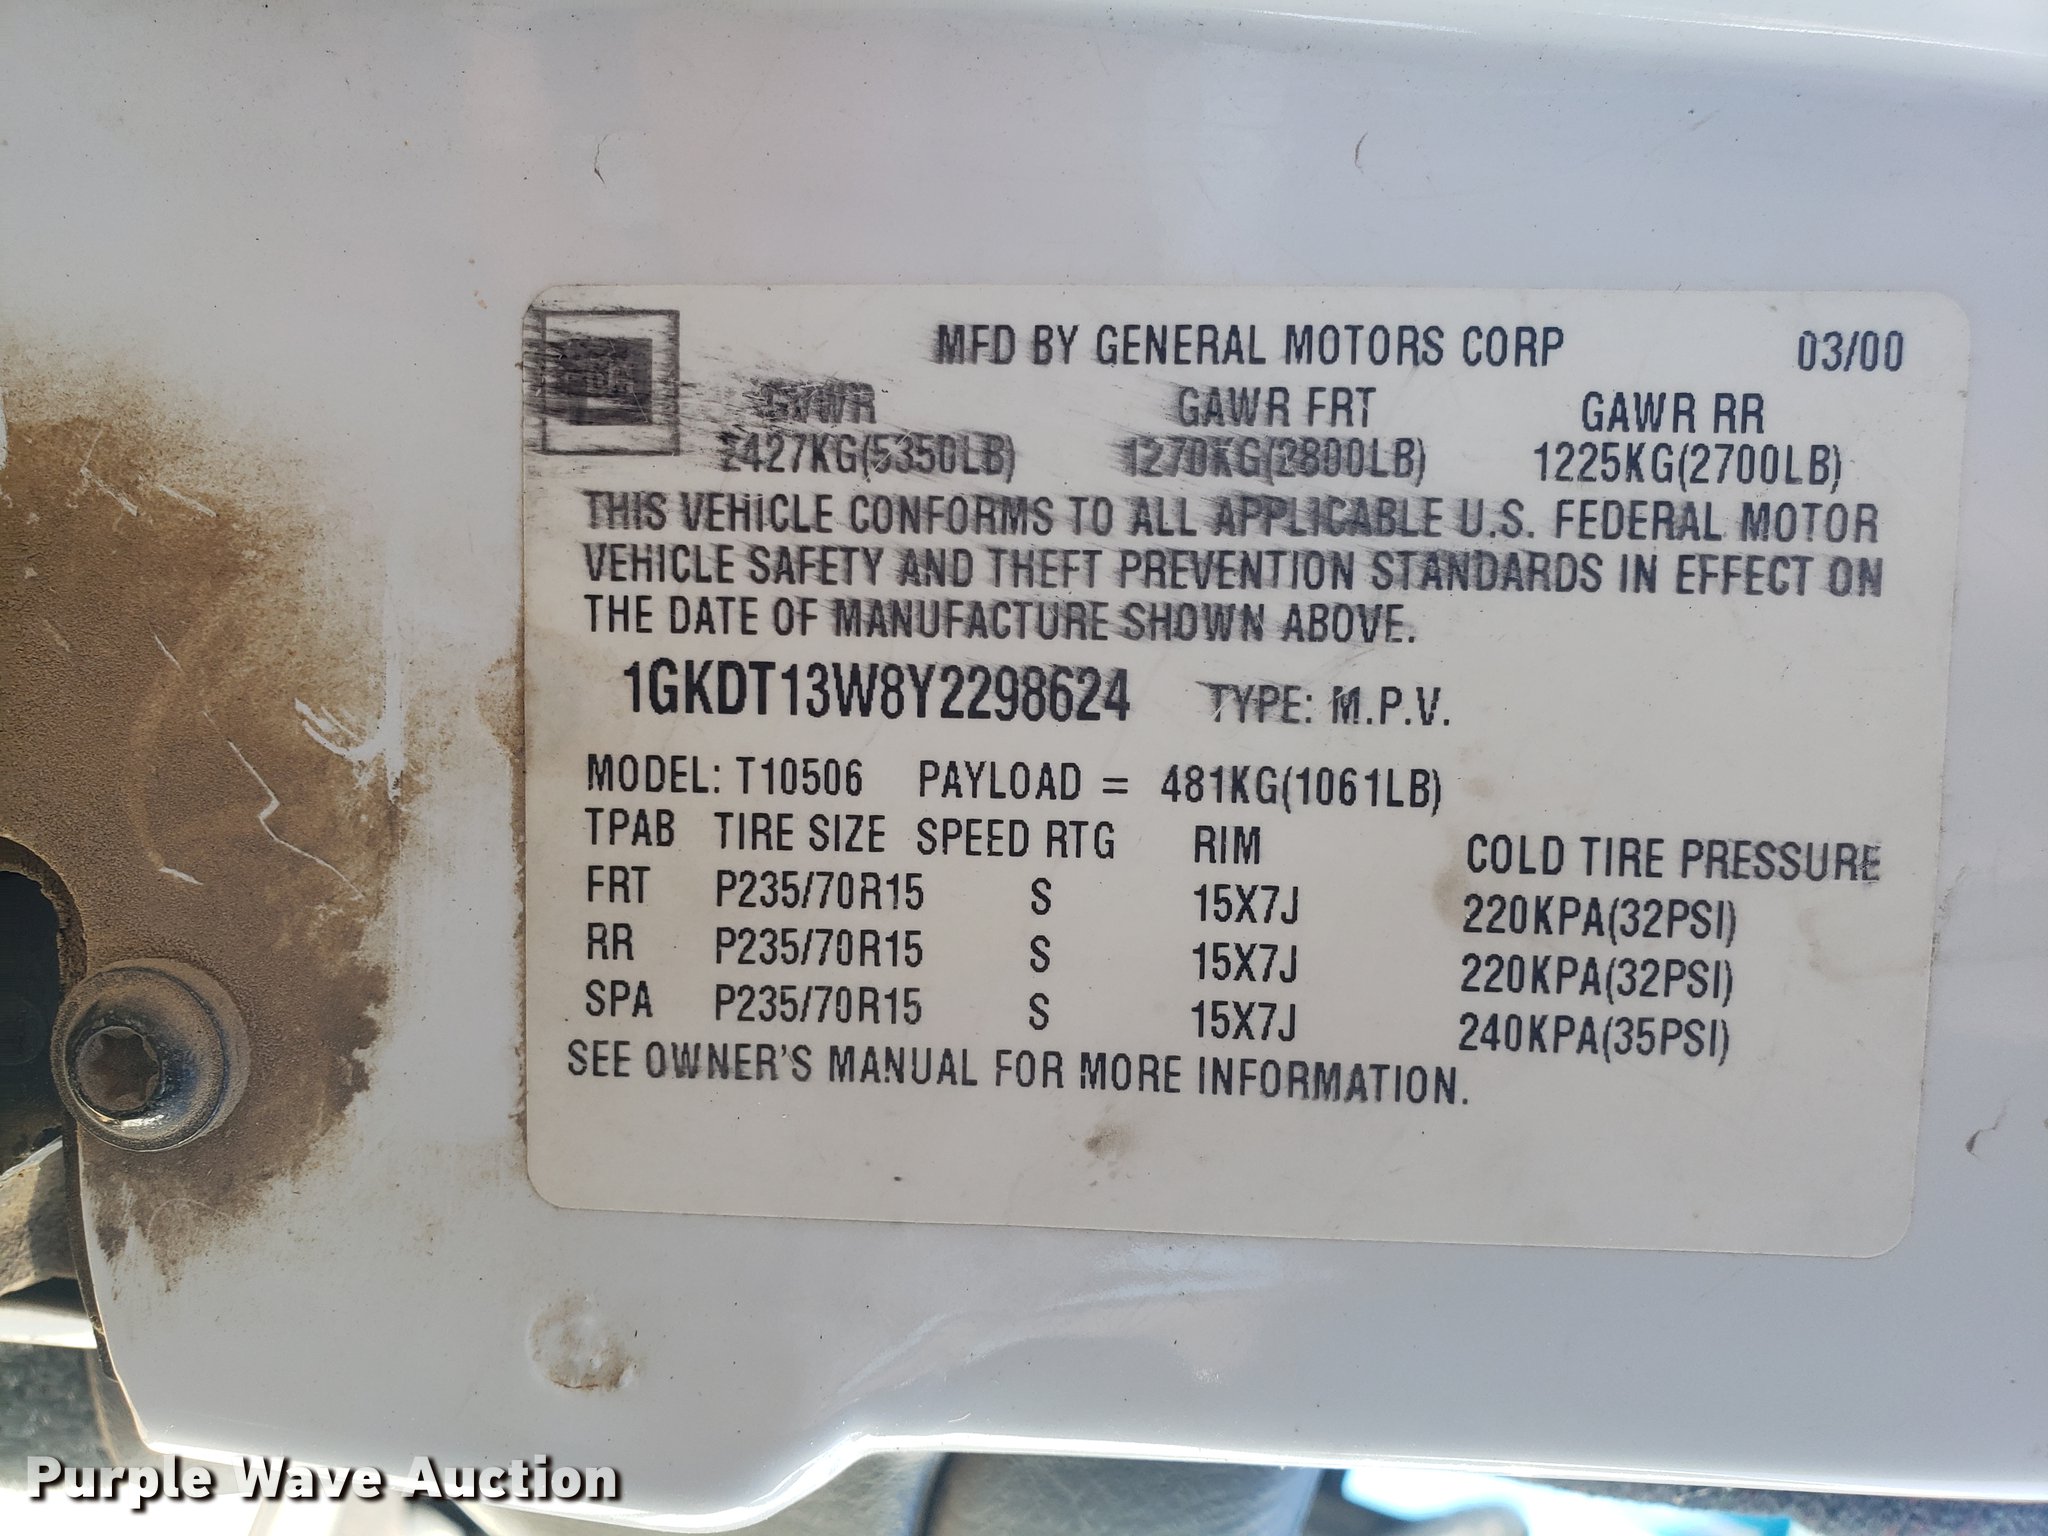 GM
MFD BY GENERAL MOTORS CORP 03/00
GVWR GAWR FRT GAWR RR
2427KG(5350LB) 1270KG(2800LB) 1225KG(2700LB)
THIS VEHICLE CONFORMS TO ALL APPLICABLE U.S. FEDERAL MOTOR
VEHICLE SAFETY AND THEFT PREVENTION STANDARDS IN EFFECT ON
THE DATE OF MANUFACTURE SHOWN ABOVE.
1GKDT13W8Y2298624 TYPE: M.P.V.
MODEL: T10506 PAYLOAD = 481KG(1061LB)
TPAB TIRE SIZE SPEED RTG RIM COLD TIRE PRESSURE
FRT P235/70R15 S 15X7J 220KPA(32PSI)
RR P235/70R15 S 15X7J 220KPA(32PSI)
SPA P235/70R15 S 15X7J 240KPA(35PSI)
SEE OWNER'S MANUAL FOR MORE INFORMATION.
Purple Wave Auction